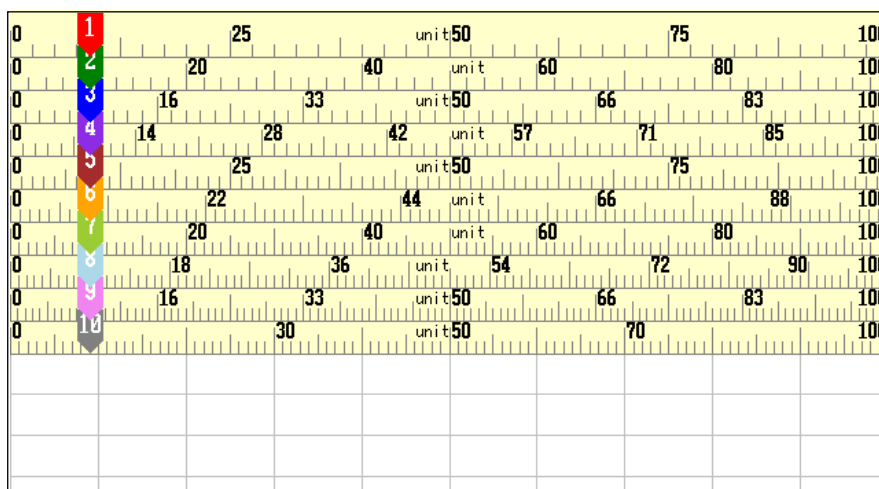 0 1 25 unit 50 75 100
0 2 20 40 unit 60 80 100
0 3 16 33 unit 50 66 83 100
0 4 14 28 42 unit 57 71 85 100
0 5 25 unit 50 75 100
0 6 22 44 unit 66 88 100
0 7 20 40 unit 60 80 100
0 8 18 36 unit 54 72 90 100
0 9 16 33 unit 50 66 83 100
0 10 30 unit 50 70 100